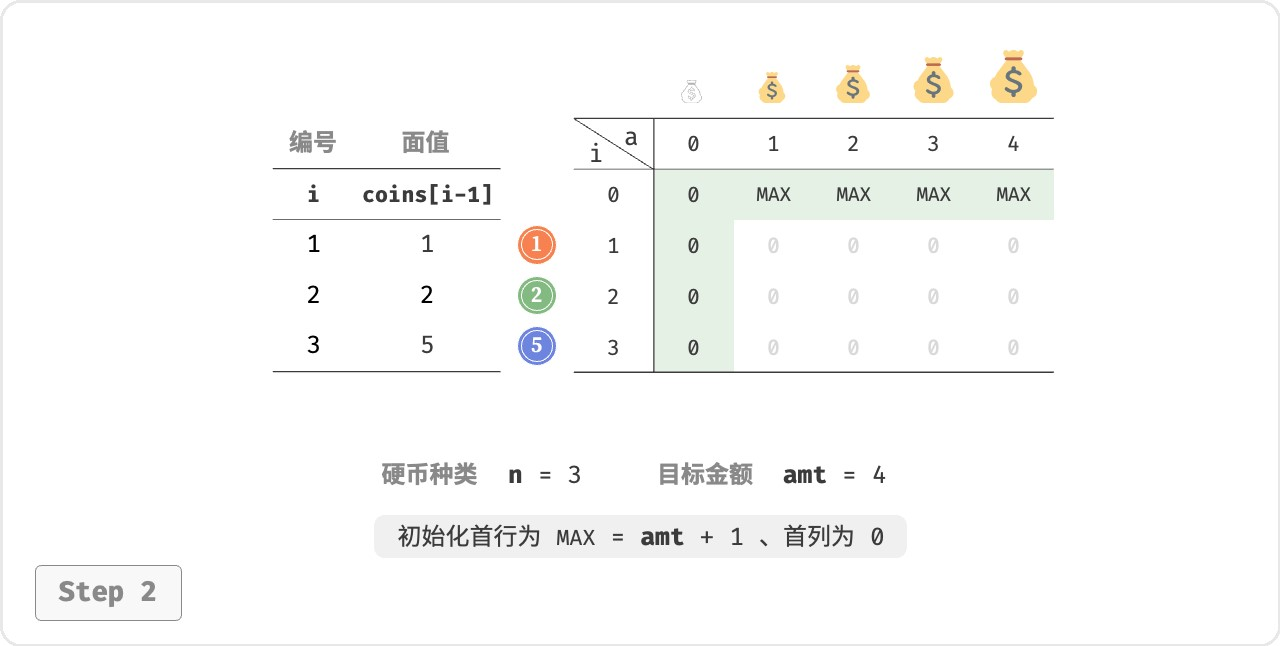 编号 面值
i coins[i-1]
1 1
2 2
3 5
1
2
5
$ $ $ $ $
i a 0 1 2 3 4
0 0 MAX MAX MAX MAX
1 0 0 0 0 0
2 0 0 0 0 0
3 0 0 0 0 0
硬币种类 n = 3 目标金额 amt = 4
初始化首行为 MAX = amt + 1 、首列为 0
Step 2